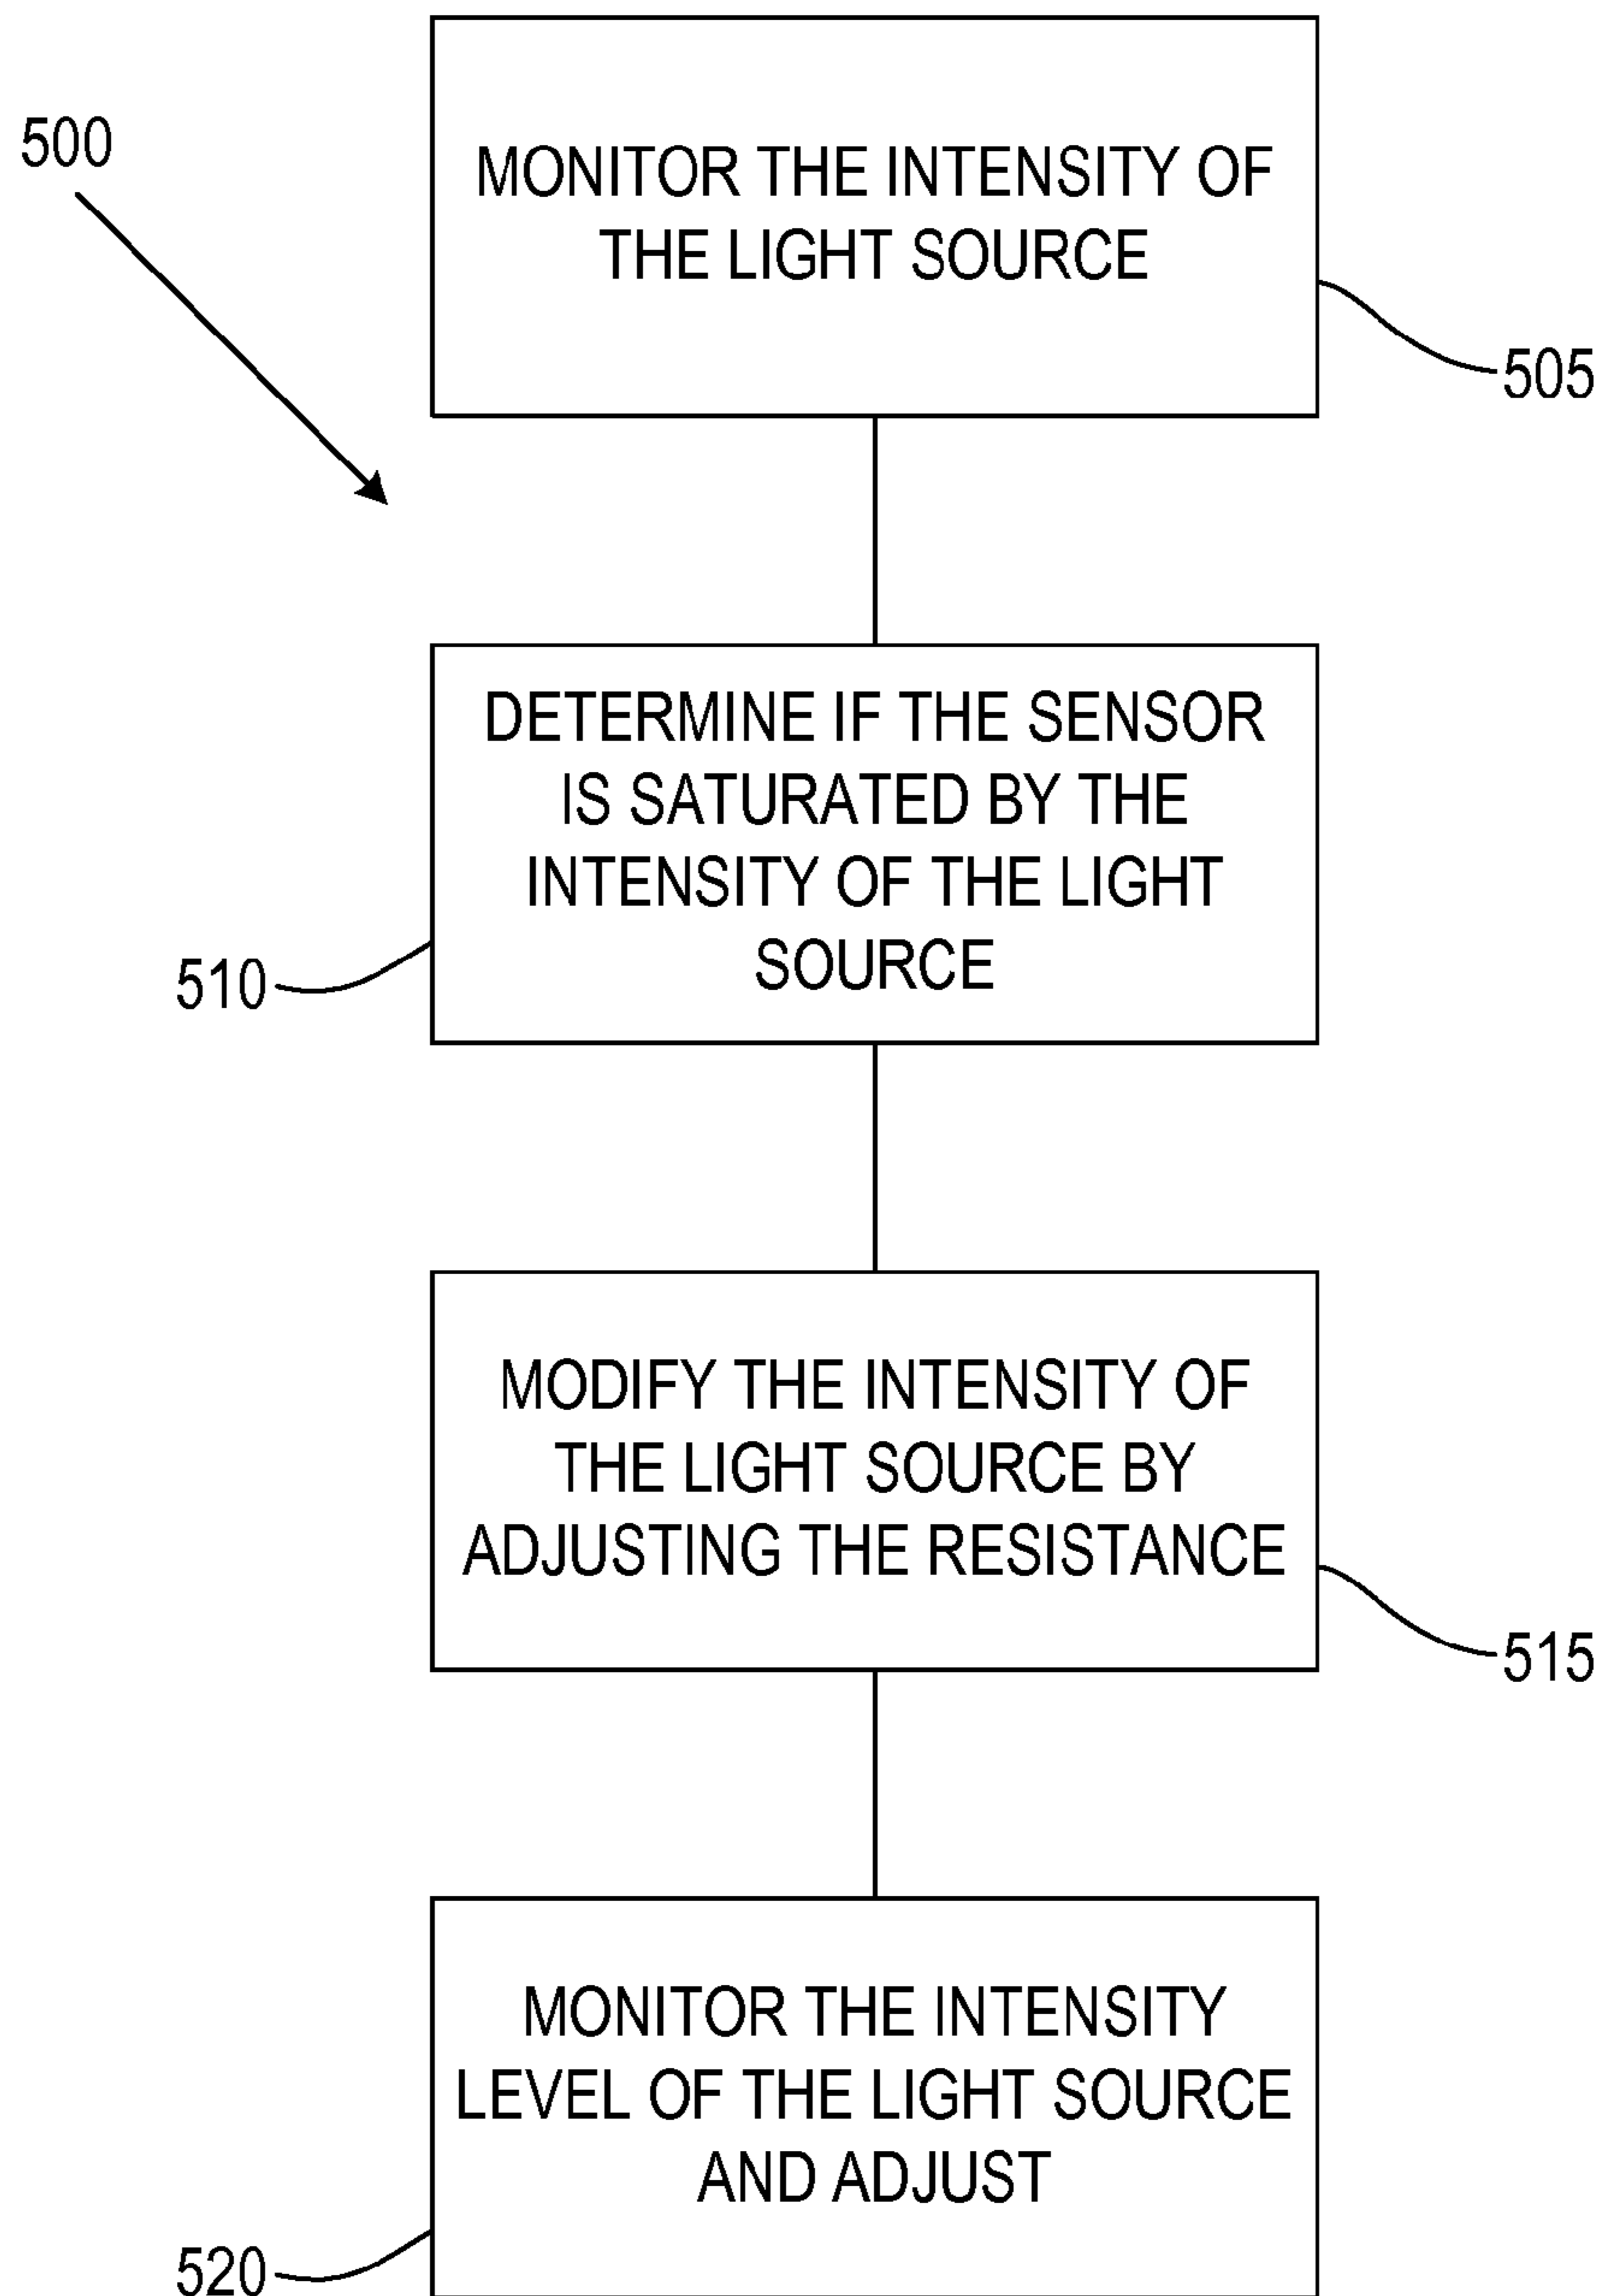 500
MONITOR THE INTENSITY OF
THE LIGHT SOURCE
505
DETERMINE IF THE SENSOR
IS SATURATED BY THE
INTENSITY OF THE LIGHT
SOURCE
510
MODIFY THE INTENSITY OF
THE LIGHT SOURCE BY
ADJUSTING THE RESISTANCE
515
MONITOR THE INTENSITY
LEVEL OF THE LIGHT SOURCE
AND ADJUST
520